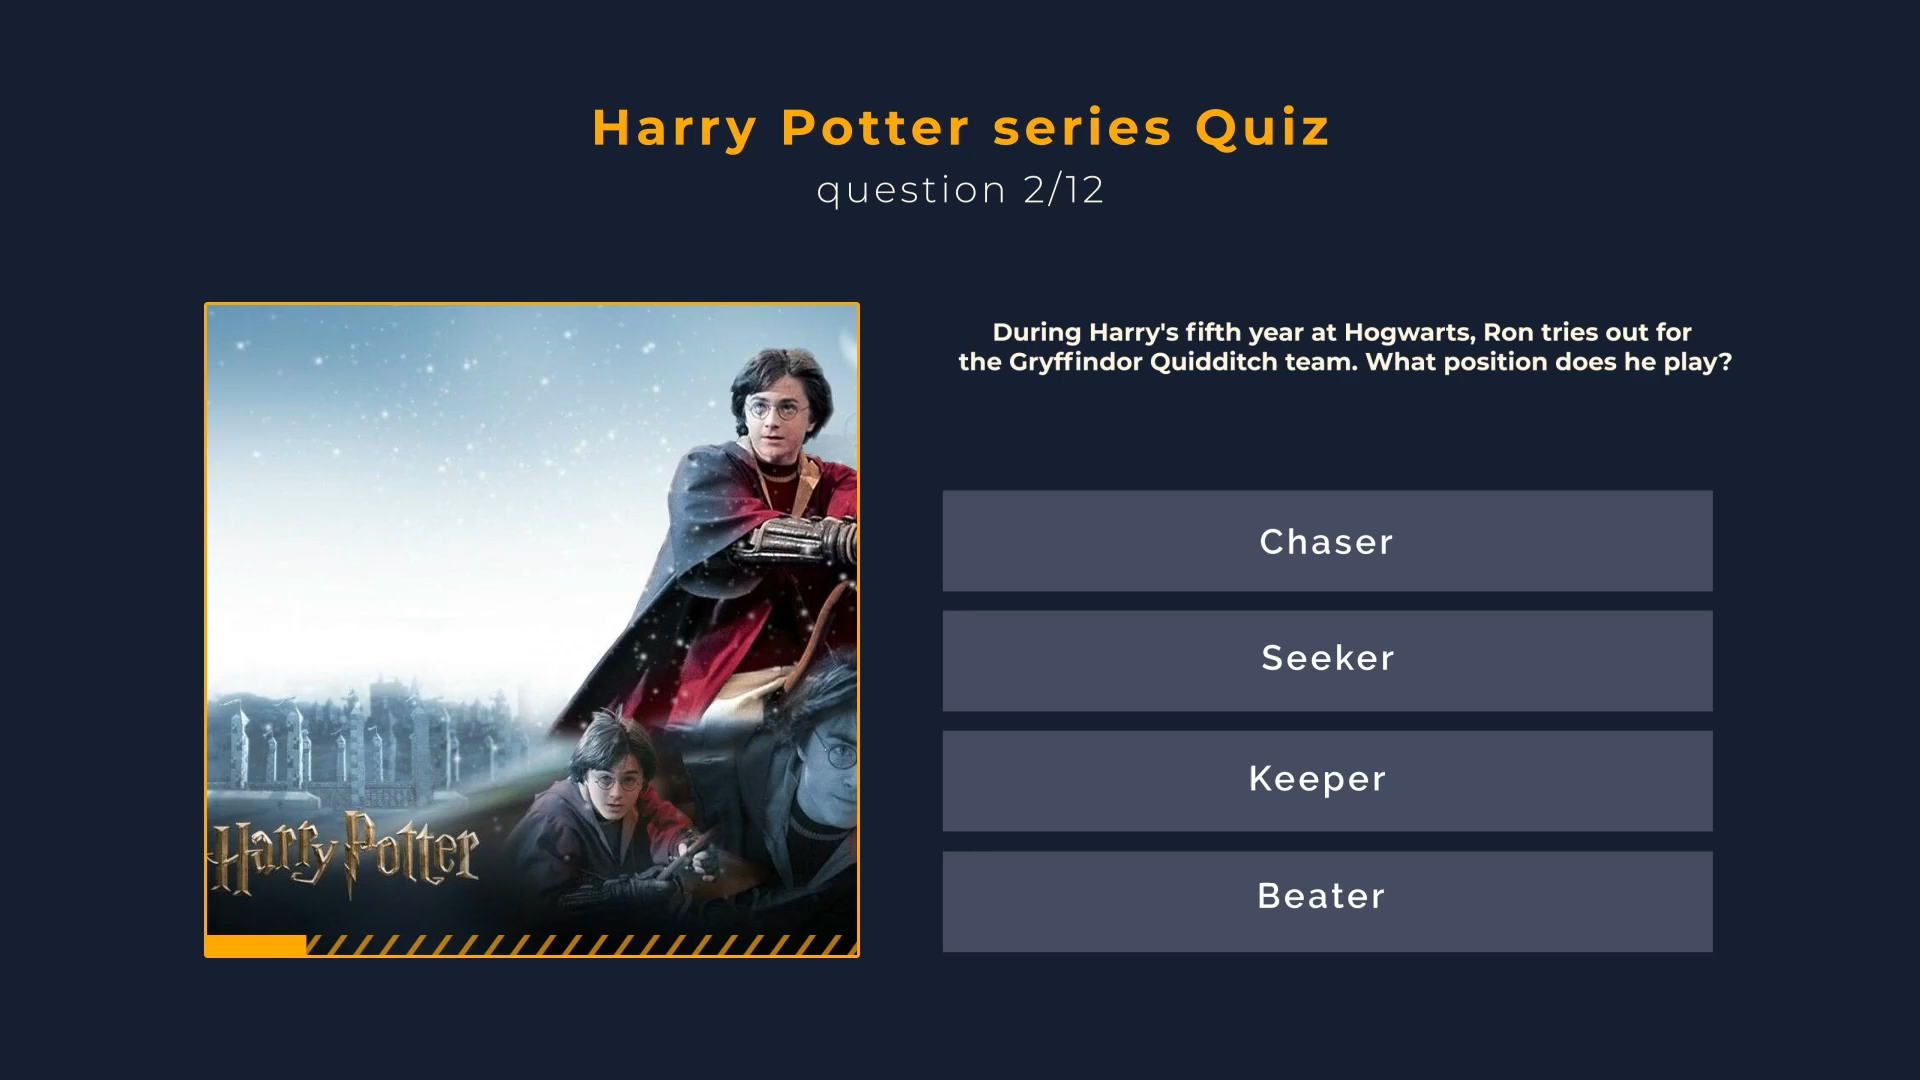 Harry Potter series Quiz
question 2/12
During Harry's fifth year at Hogwarts, Ron tries out for
the Gryffindor Quidditch team. What position does he play?
Chaser
Seeker
Keeper
Beater
Harry Potter